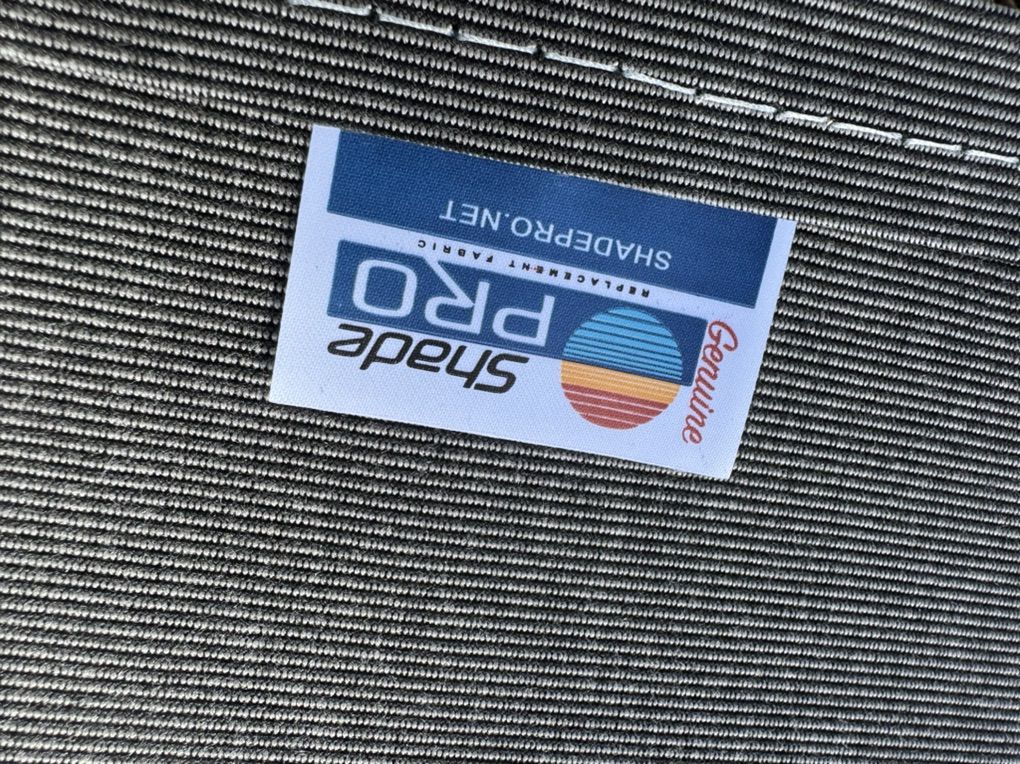 Genuine
Shade
PRO
REPLACEMENT FABRIC
SHADEPRO.NET